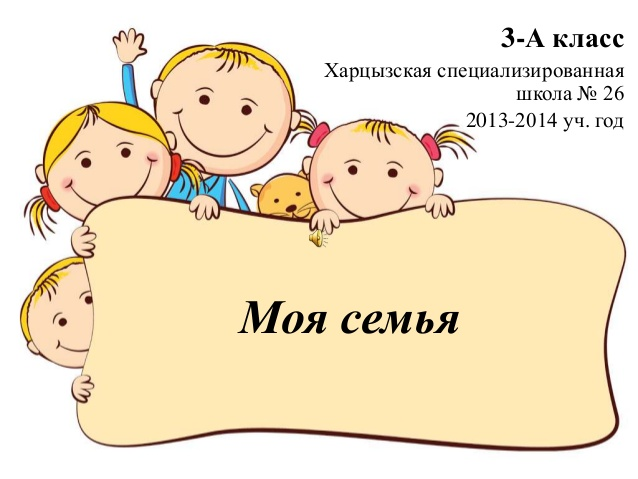 3-А класс
Харцызская специализированная
школа № 26
2013-2014 уч. год
Моя семья